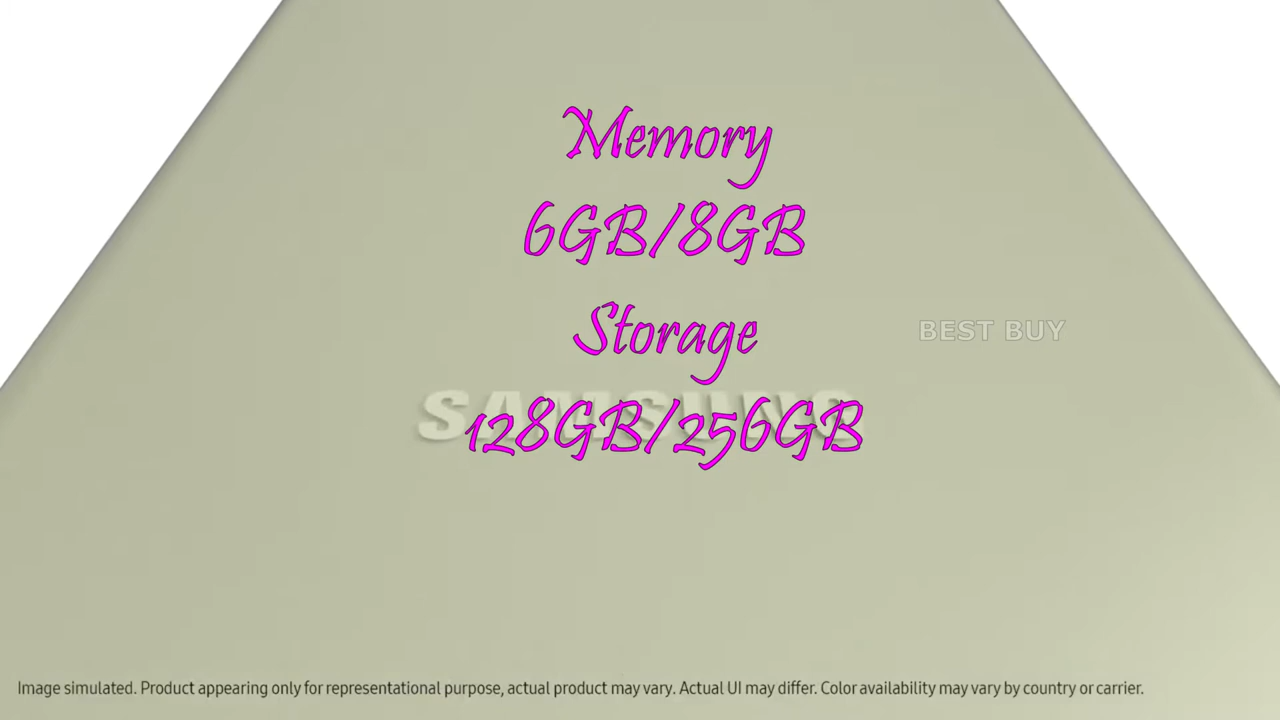 Memory
6GB/8GB
Storage
BEST BUY
SAMSUNG
128GB/256GB
Image simulated. Product appearing only for representational purpose, actual product may vary. Actual UI may differ. Color availability may vary by country or carrier.